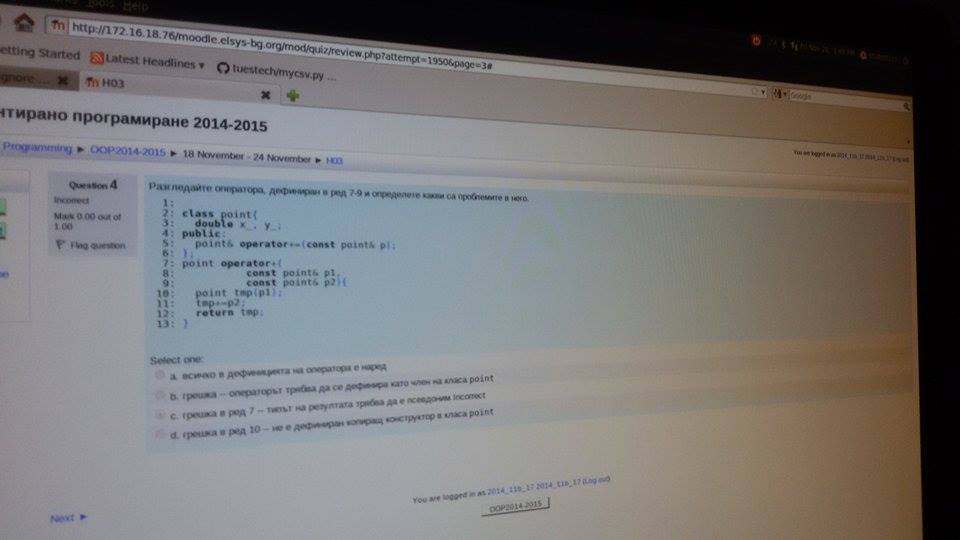 Tools Help
http://172.16.18.76/moodle.elsys-bg.org/mod/quiz/review.php?attempt=1950&page=3#
Google
etting Started Latest Headlines tuestech/mycsv.py ...
gnore ... H03
нтирано програмиране 2014-2015
You are logged in as 2014_11b_17 2014_11b_17 (Log out)
Programming ► OOP2014-2015 ► 18 November - 24 November ► H03
Question 4
Incorrect
Mark 0.00 out of
1.00
Flag question
Разгледайте оператора, дефиниран в ред 7-9 и определете какви са проблемите в него.
1:
2: class point{
3: double x_, y_;
4: public:
5: point& operator+=(const point& p);
6: };
7: point operator+(
8: const point& p1,
9: const point& p2){
10: point tmp(p1);
11: tmp+=p2;
12: return tmp;
13: }
Select one:
a. всичко в дефиницията на оператора е наред
b. грешка -- операторът трябва да се дефинира като член на класа point
c. грешка в ред 7 -- типът на резултата трябва да е псевдоним Incorrect
d. грешка в ред 10 -- не е дефиниран копиращ конструктор в класа point
You are logged in as 2014_11b_17 2014_11b_17 (Log out)
OOP2014-2015
Next ►